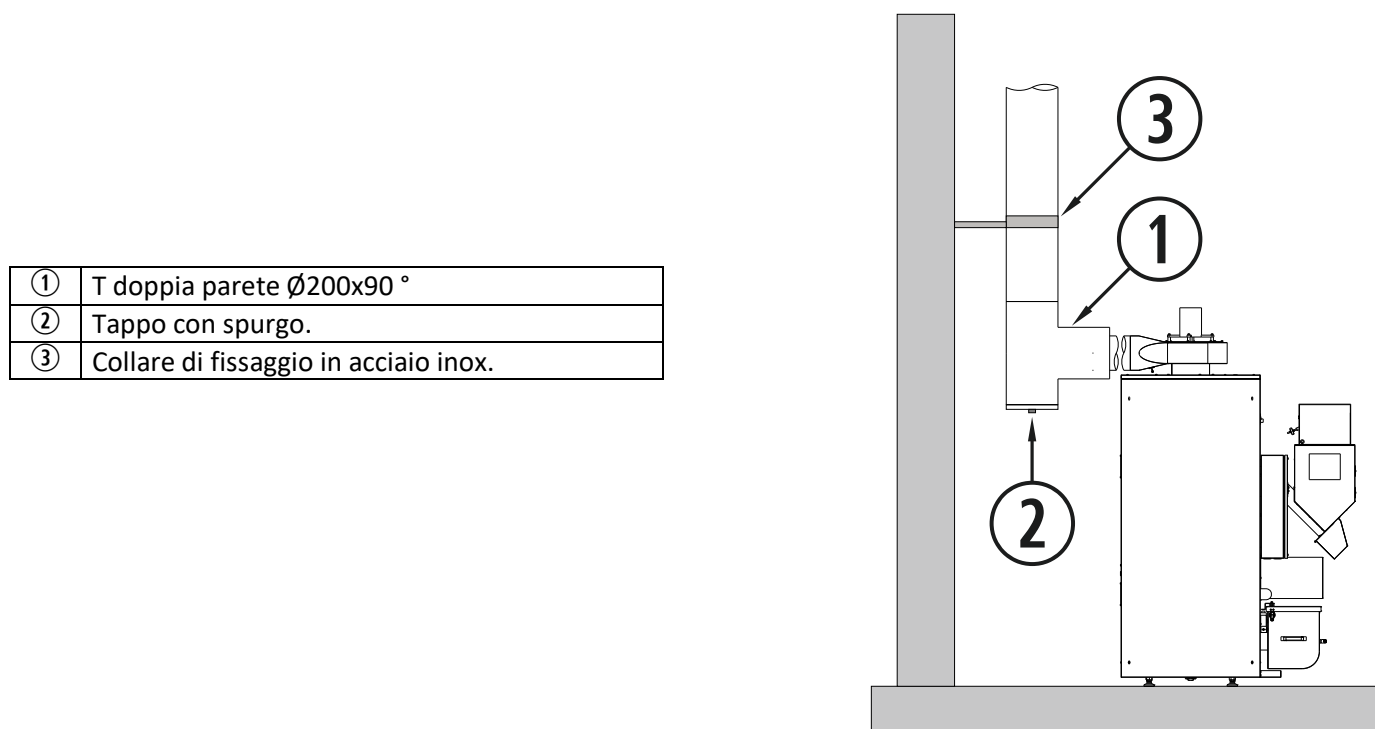 ① T doppia parete Ø200x90 °
② Tappo con spurgo.
③ Collare di fissaggio in acciaio inox.
3
1
2